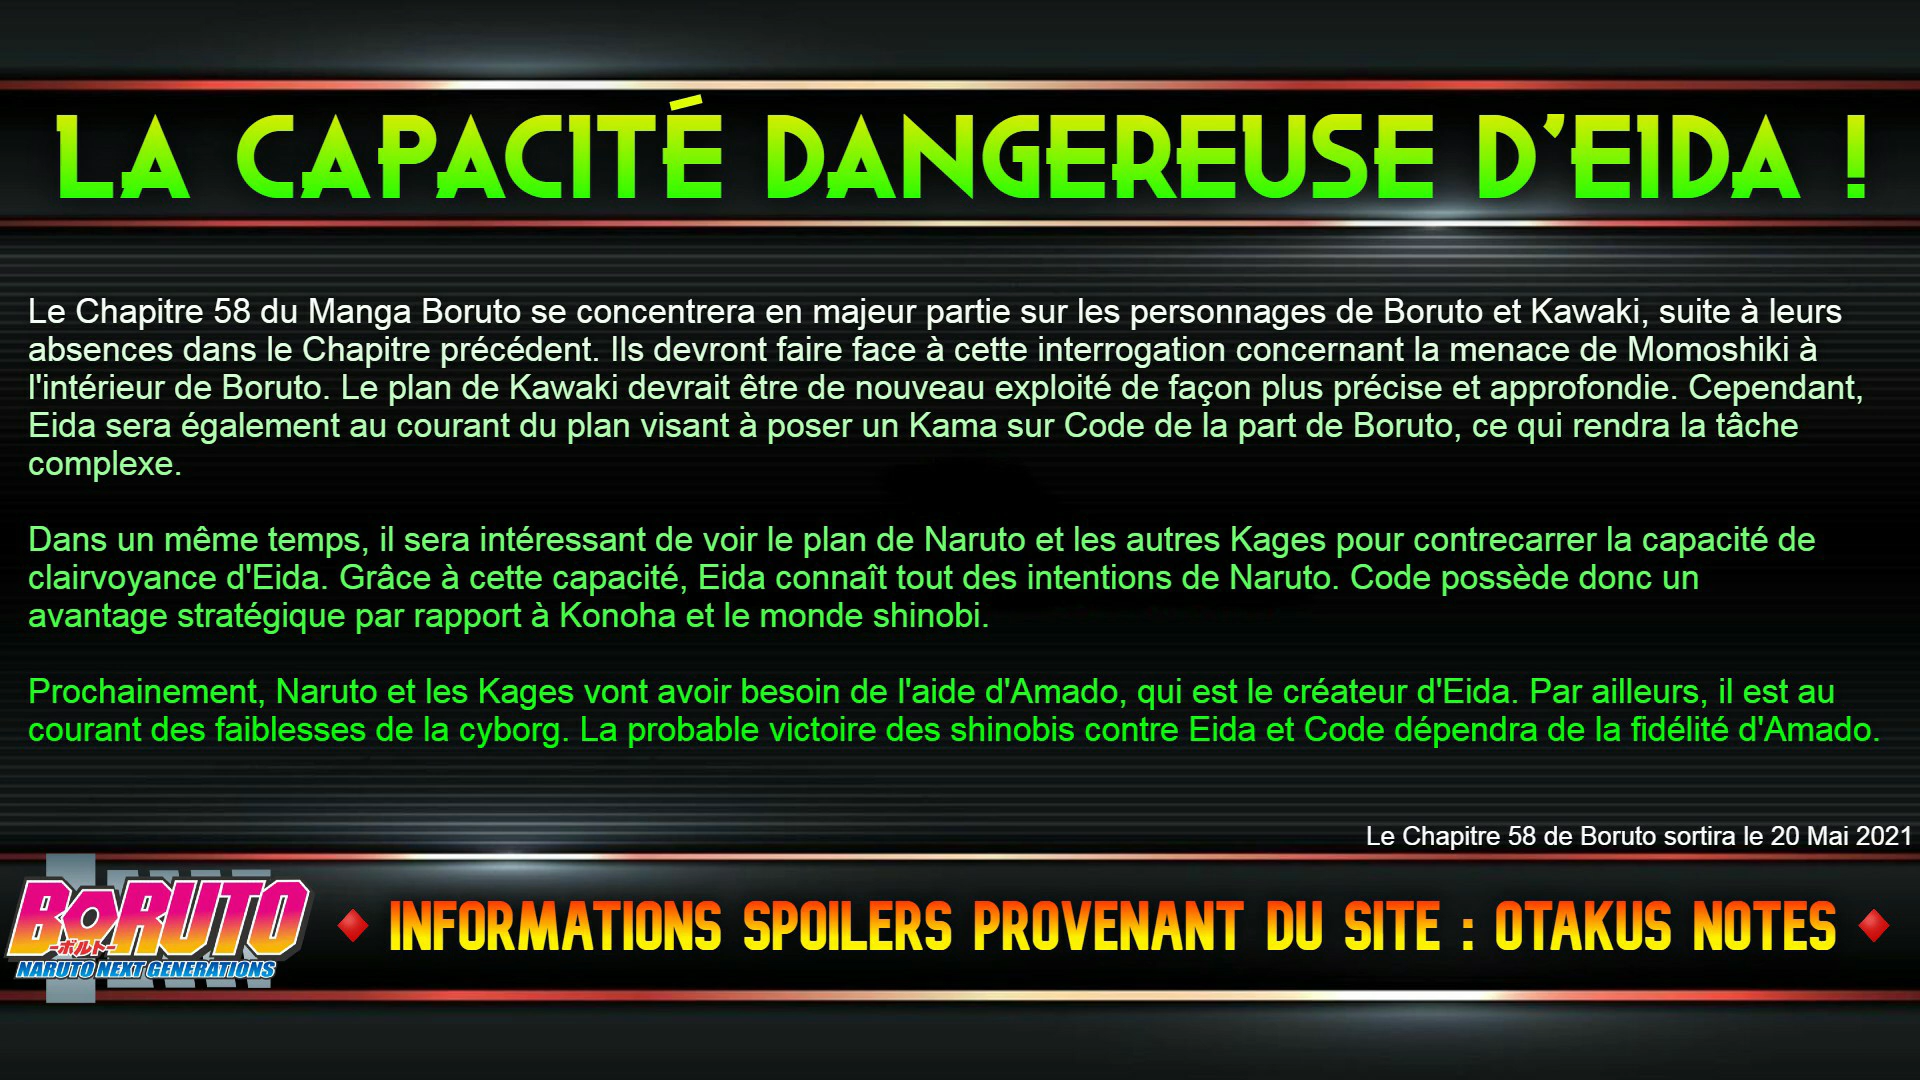 LA CAPACITÉ DANGEREUSE D'EIDA !
Le Chapitre 58 du Manga Boruto se concentrera en majeur partie sur les personnages de Boruto et Kawaki, suite à leurs
absences dans le Chapitre précédent. Ils devront faire face à cette interrogation concernant la menace de Momoshiki à
l'intérieur de Boruto. Le plan de Kawaki devrait être de nouveau exploité de façon plus précise et approfondie. Cependant,
Eida sera également au courant du plan visant à poser un Kama sur Code de la part de Boruto, ce qui rendra la tâche
complexe.
Dans un même temps, il sera intéressant de voir le plan de Naruto et les autres Kages pour contrecarrer la capacité de
clairvoyance d'Eida. Grâce à cette capacité, Eida connaît tout des intentions de Naruto. Code possède donc un
avantage stratégique par rapport à Konoha et le monde shinobi.
Prochainement, Naruto et les Kages vont avoir besoin de l'aide d'Amado, qui est le créateur d'Eida. Par ailleurs, il est au
courant des faiblesses de la cyborg. La probable victoire des shinobis contre Eida et Code dépendra de la fidélité d'Amado.
Le Chapitre 58 de Boruto sortira le 20 Mai 2021
BORUTO
-ボルト-
NARUTO NEXT GENERATIONS
INFORMATIONS SPOILERS PROVENANT DU SITE : OTAKUS NOTES